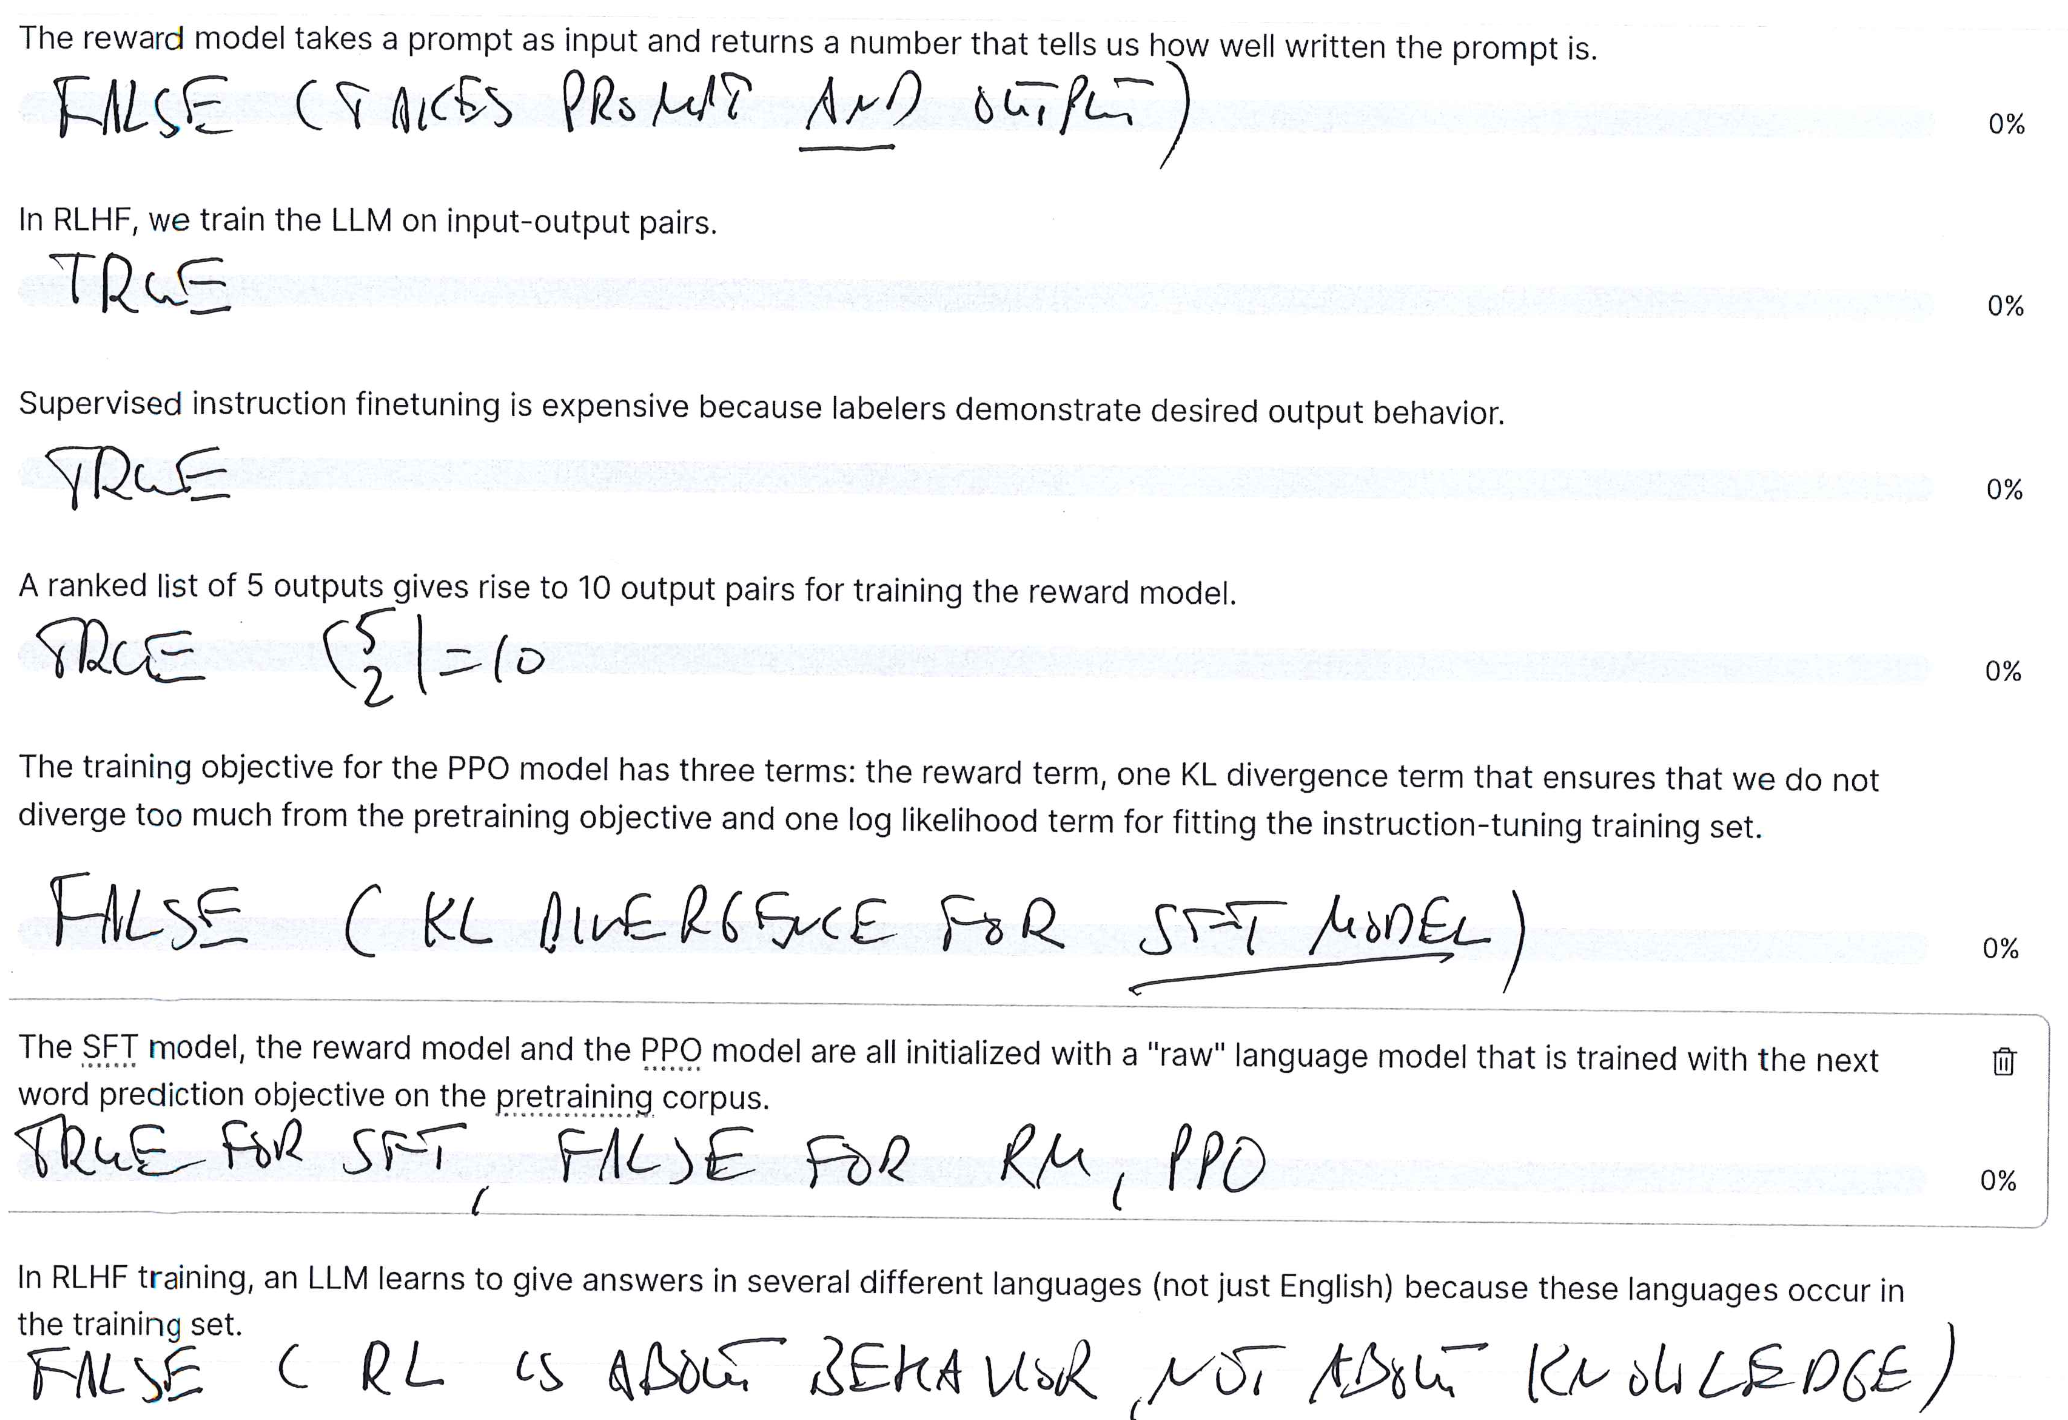 The reward model takes a prompt as input and returns a number that tells us how well written the prompt is.
FALSE (TAKES PROMPT AND OUTPUT)
0%
In RLHF, we train the LLM on input-output pairs.
TRUE
0%
Supervised instruction finetuning is expensive because labelers demonstrate desired output behavior.
TRUE
0%
A ranked list of 5 outputs gives rise to 10 output pairs for training the reward model.
TRUE (5 2) = 10
0%
The training objective for the PPO model has three terms: the reward term, one KL divergence term that ensures that we do not
diverge too much from the pretraining objective and one log likelihood term for fitting the instruction-tuning training set.
FALSE (KL DIVERGENCE FOR SFT MODEL)
0%
The SFT model, the reward model and the PPO model are all initialized with a "raw" language model that is trained with the next
word prediction objective on the pretraining corpus.
TRUE FOR SFT, FALSE FOR RM, PPO
0%
In RLHF training, an LLM learns to give answers in several different languages (not just English) because these languages occur in
the training set.
FALSE (RL IS ABOUT BEHAVIOR, NOT ABOUT KNOWLEDGE)